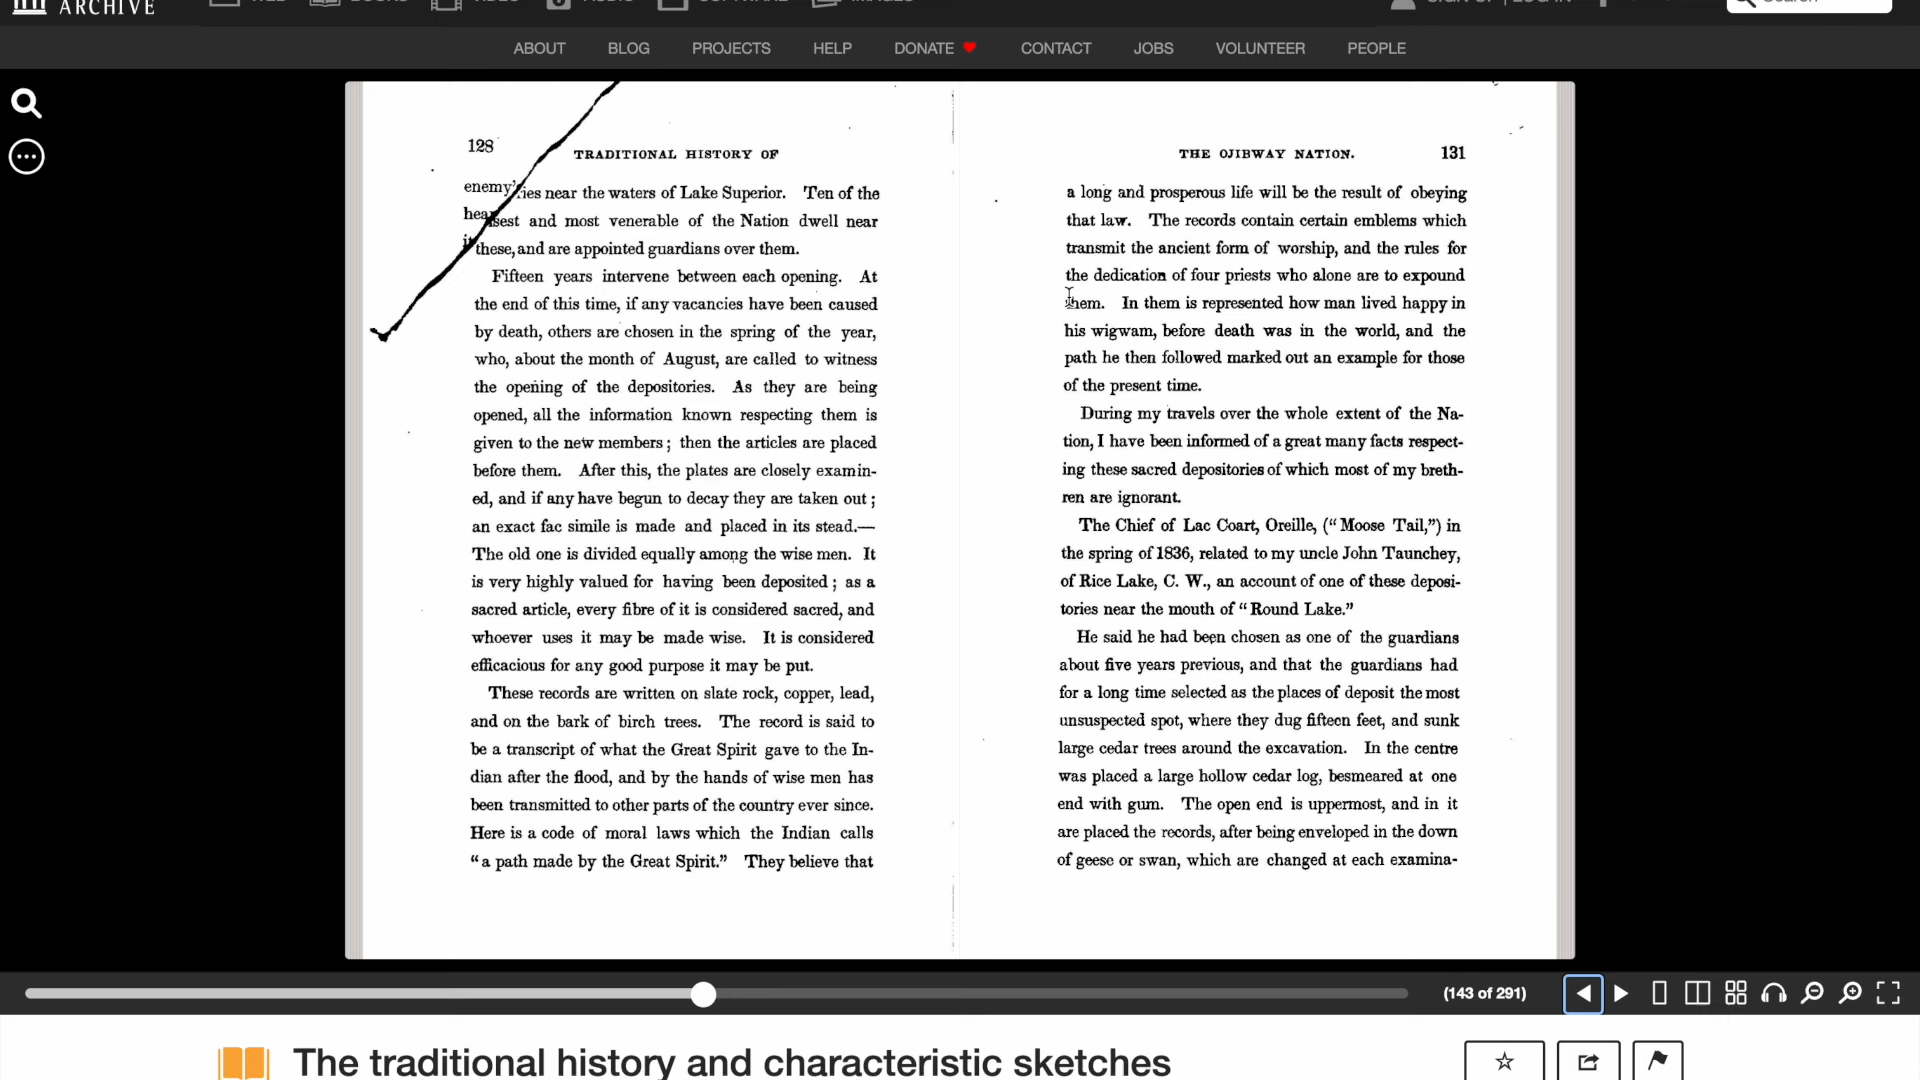 ARCHIVE
WEB BOOKS VIDEO AUDIO SOFTWARE IMAGES SIGN UP | LOG IN Search
ABOUT BLOG PROJECTS HELP DONATE CONTACT JOBS VOLUNTEER PEOPLE
128 TRADITIONAL HISTORY OF
enemy'
ries near the waters of Lake Superior. Ten of the
hea
sest and most venerable of the Nation dwell near
it
these, and are appointed guardians over them.
Fifteen years intervene between each opening. At
the end of this time, if any vacancies have been caused
by death, others are chosen in the spring of the year,
who, about the month of August, are called to witness
the opening of the depositories. As they are being
opened, all the information known respecting them is
given to the new members; then the articles are placed
before them. After this, the plates are closely examin-
ed, and if any have begun to decay they are taken out;
an exact fac simile is made and placed in its stead.—
The old one is divided equally among the wise men. It
is very highly valued for having been deposited; as a
sacred article, every fibre of it is considered sacred, and
whoever uses it may be made wise. It is considered
efficacious for any good purpose it may be put.
These records are written on slate rock, copper, lead,
and on the bark of birch trees. The record is said to
be a transcript of what the Great Spirit gave to the In-
dian after the flood, and by the hands of wise men has
been transmitted to other parts of the country ever since.
Here is a code of moral laws which the Indian calls
"a path made by the Great Spirit." They believe that
THE OJIBWAY NATION. 131
a long and prosperous life will be the result of obeying
that law. The records contain certain emblems which
transmit the ancient form of worship, and the rules for
the dedication of four priests who alone are to expound
them. In them is represented how man lived happy in
his wigwam, before death was in the world, and the
path he then followed marked out an example for those
of the present time.
During my travels over the whole extent of the Na-
tion, I have been informed of a great many facts respect-
ing these sacred depositories of which most of my breth-
ren are ignorant.
The Chief of Lac Coart, Oreille, ("Moose Tail,") in
the spring of 1836, related to my uncle John Taunchey,
of Rice Lake, C. W., an account of one of these deposi-
tories near the mouth of "Round Lake."
He said he had been chosen as one of the guardians
about five years previous, and that the guardians had
for a long time selected as the places of deposit the most
unsuspected spot, where they dug fifteen feet, and sunk
large cedar trees around the excavation. In the centre
was placed a large hollow cedar log, besmeared at one
end with gum. The open end is uppermost, and in it
are placed the records, after being enveloped in the down
of geese or swan, which are changed at each examina-
(143 of 291)
The traditional history and characteristic sketches